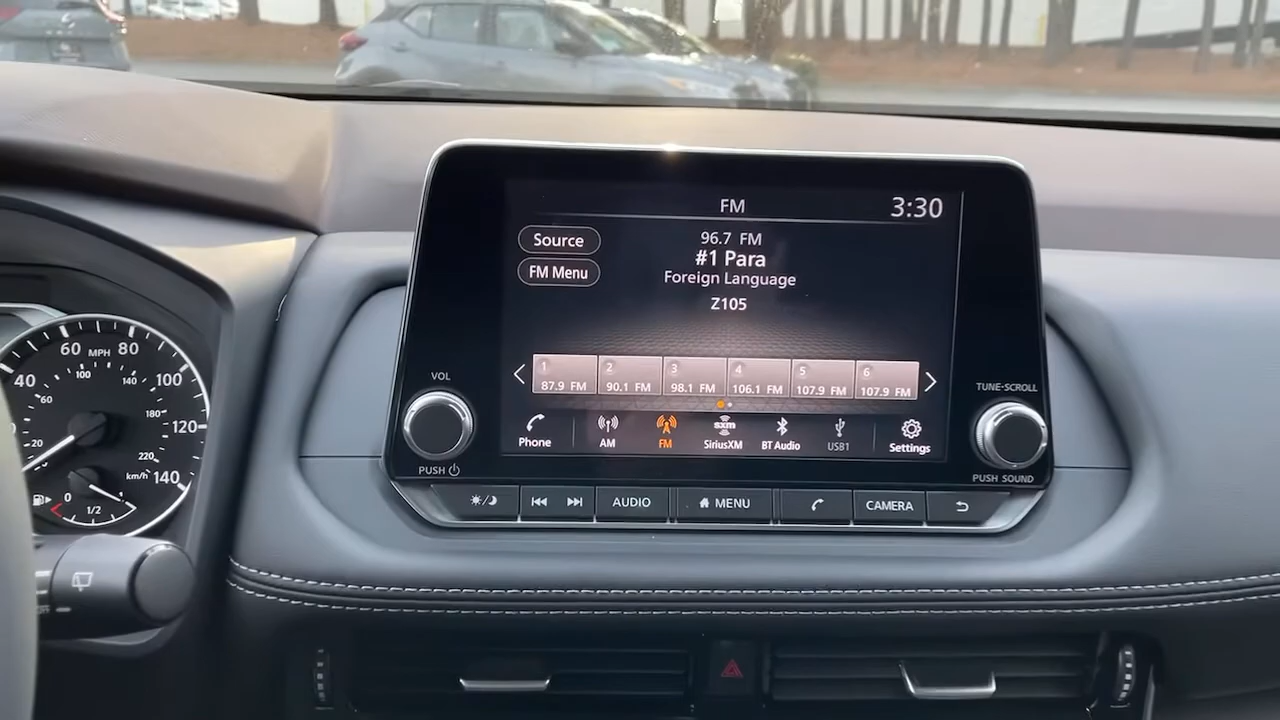 FM
3:30
Source
96.7 FM
#1 Para
FM Menu
Foreign Language
Z105
1 2 3 4 5 6
87.9 FM 90.1 FM 98.1 FM 106.1 FM 107.9 FM 107.9 FM
Phone
AM
FM
sxm
SiriusXM
BT Audio
USB1
Settings
VOL
PUSH
TUNE·SCROLL
PUSH SOUND
AUDIO
MENU
CAMERA
MPH
20 40 60 80 100 120 140
60 100 140 180 220
km/h
0
1/2